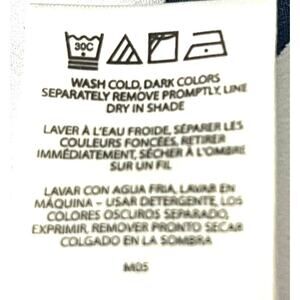 30C
WASH COLD, DARK COLORS
SEPARATELY REMOVE PROMPTLY, LINE
DRY IN SHADE
LAVER À L'EAU FROIDE, SÉPARER LES
COULEURS FONCÉES, RETIRER
IMMÉDIATEMENT, SÉCHER À L'OMBRE
SUR UN FIL
LAVAR CON AGUA FRIA, LAVAR EN
MÁQUINA - USAR DETERGENTE, LOS
COLORES OSCUROS SEPARADO,
EXPRIMIR, REMOVER PRONTO SECAR
COLGADO EN LA SOMBRA
M05